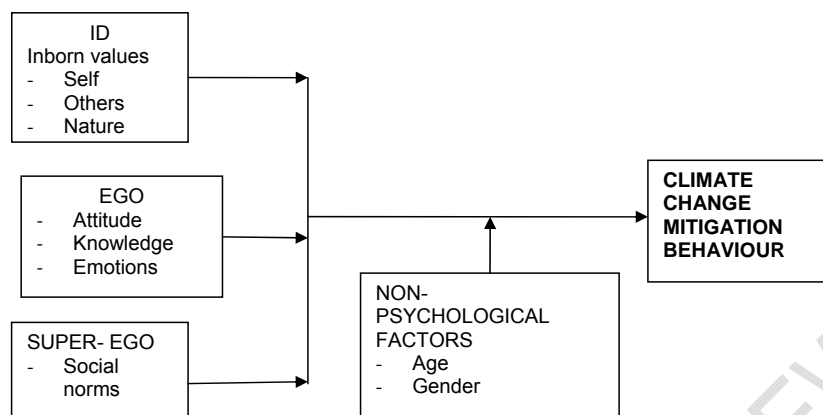 ID
Inborn values
- Self
- Others
- Nature
EGO
- Attitude
- Knowledge
- Emotions
SUPER- EGO
- Social
norms
NON-
PSYCHOLOGICAL
FACTORS
- Age
- Gender
CLIMATE
CHANGE
MITIGATION
BEHAVIOUR